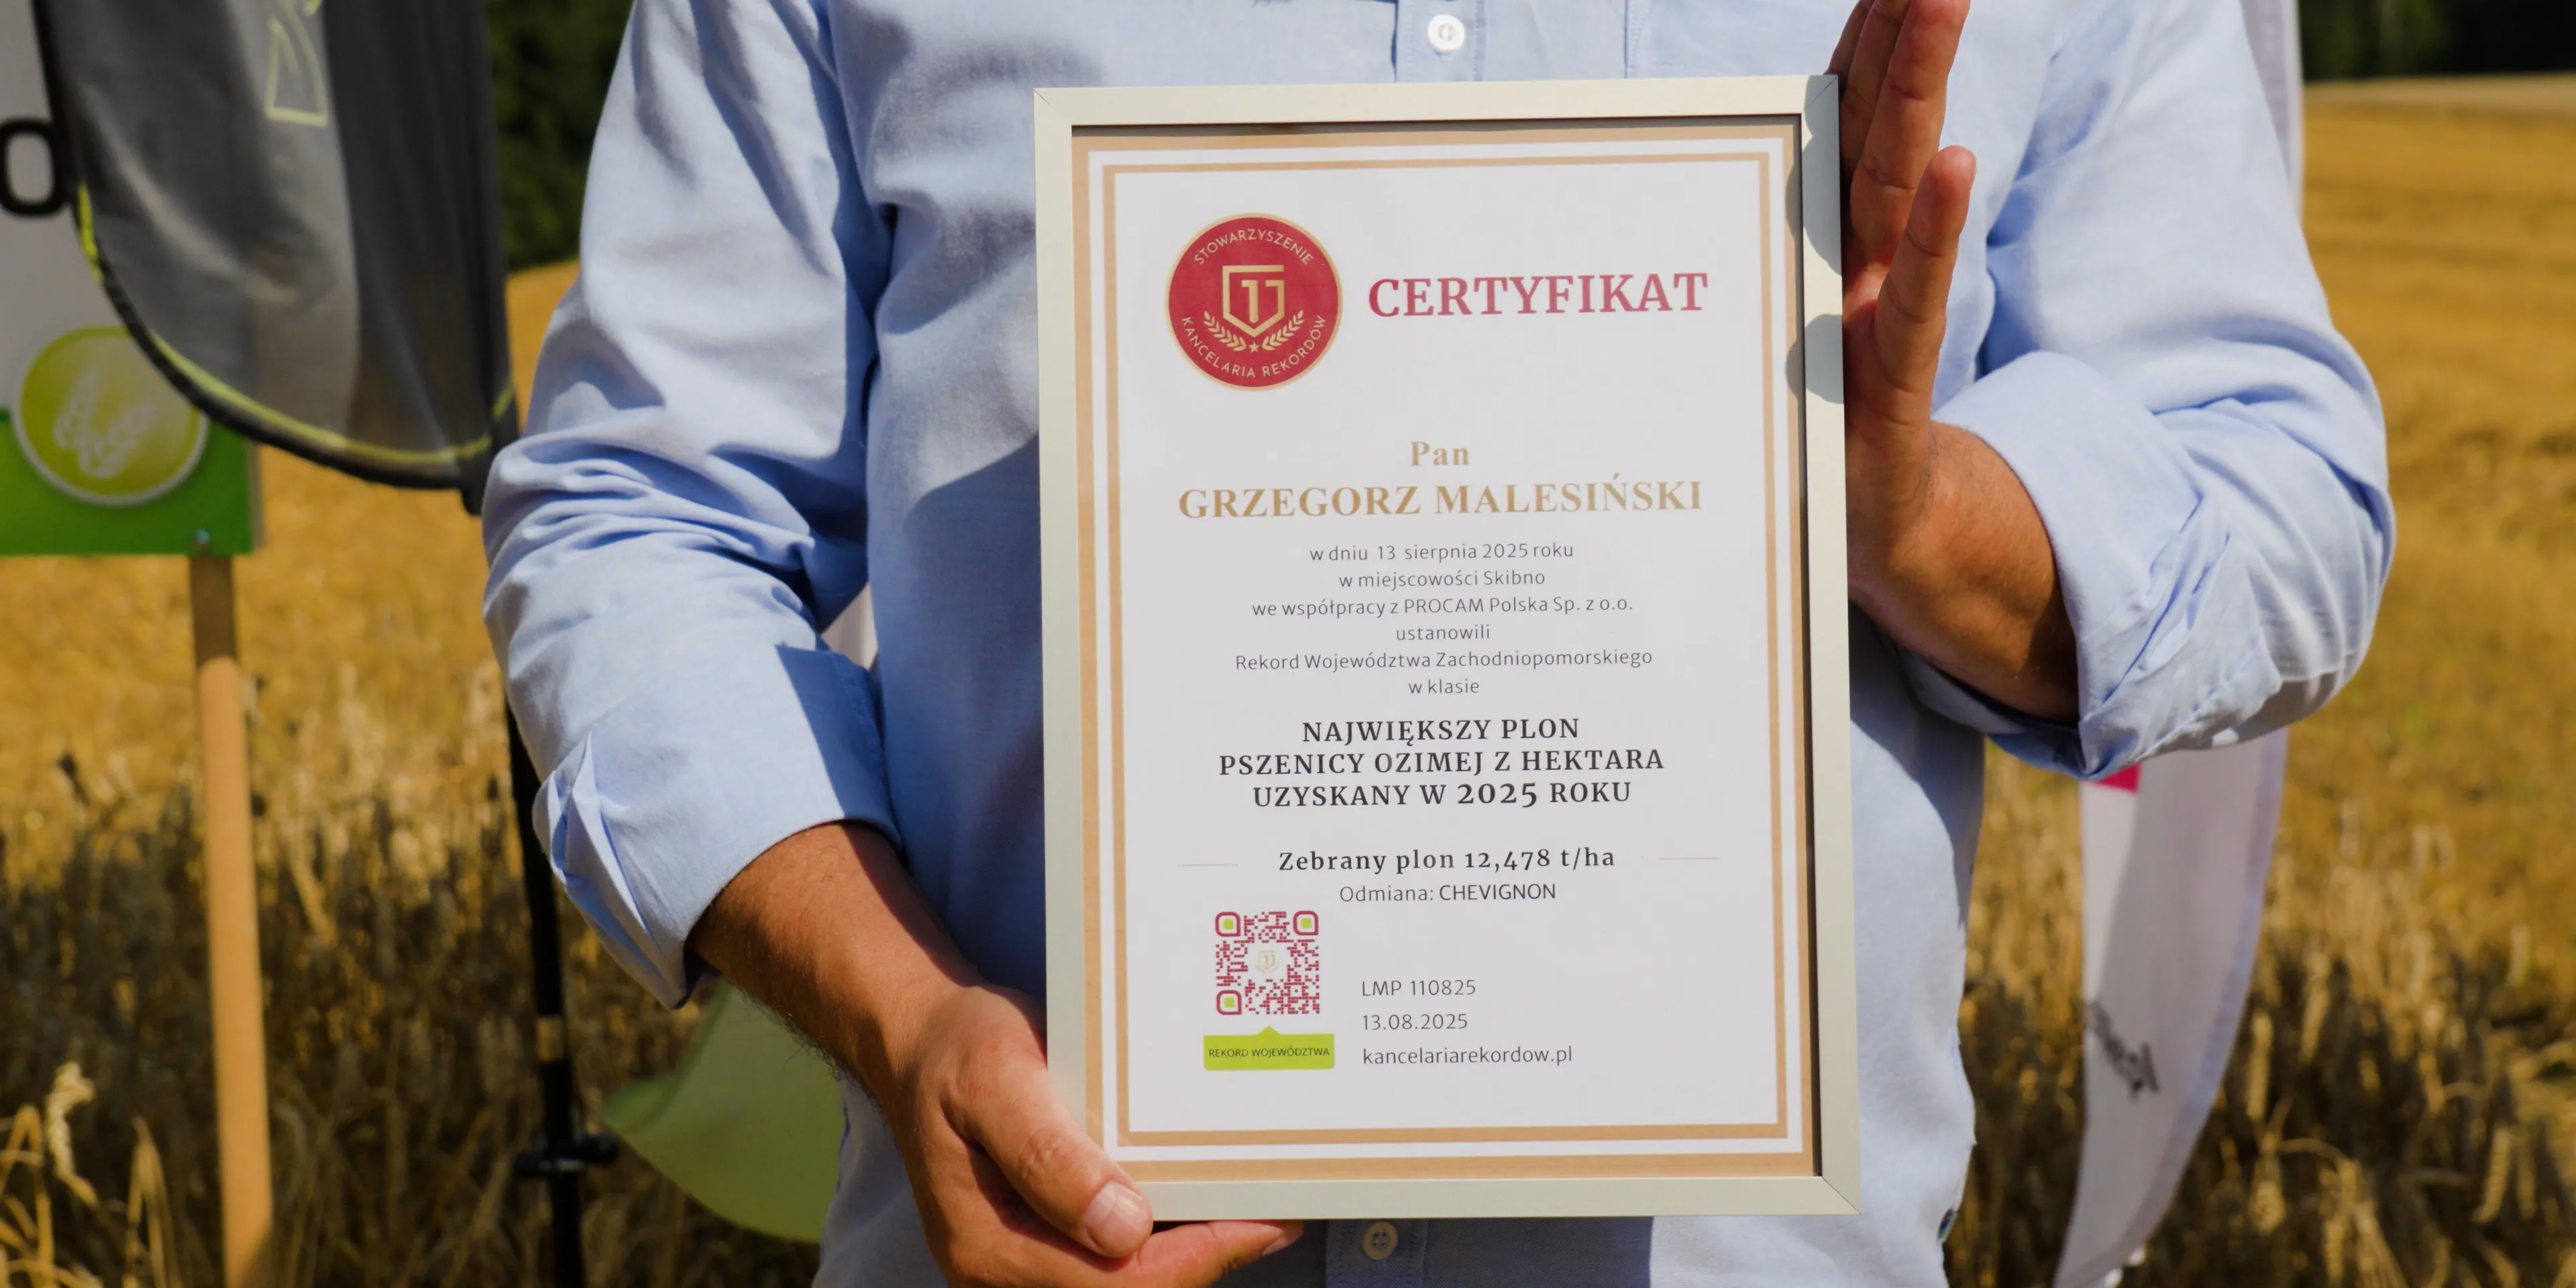 STOWARZYSZENIE
KANCELARIA REKORDÓW
CERTYFIKAT
Pan
GRZEGORZ MALESIŃSKI
w dniu 13 sierpnia 2025 roku
w miejscowości Skibno
we współpracy z PROCAM Polska Sp. z o.o.
ustanowili
Rekord Województwa Zachodniopomorskiego
w klasie
NAJWIĘKSZY PLON
PSZENICY OZIMEJ Z HEKTARA
UZYSKANY W 2025 ROKU
Zebrany plon 12,478 t/ha
Odmiana: CHEVIGNON
LMP 110825
13.08.2025
kancelariarekordow.pl
REKORD WOJEWÓDZTWA